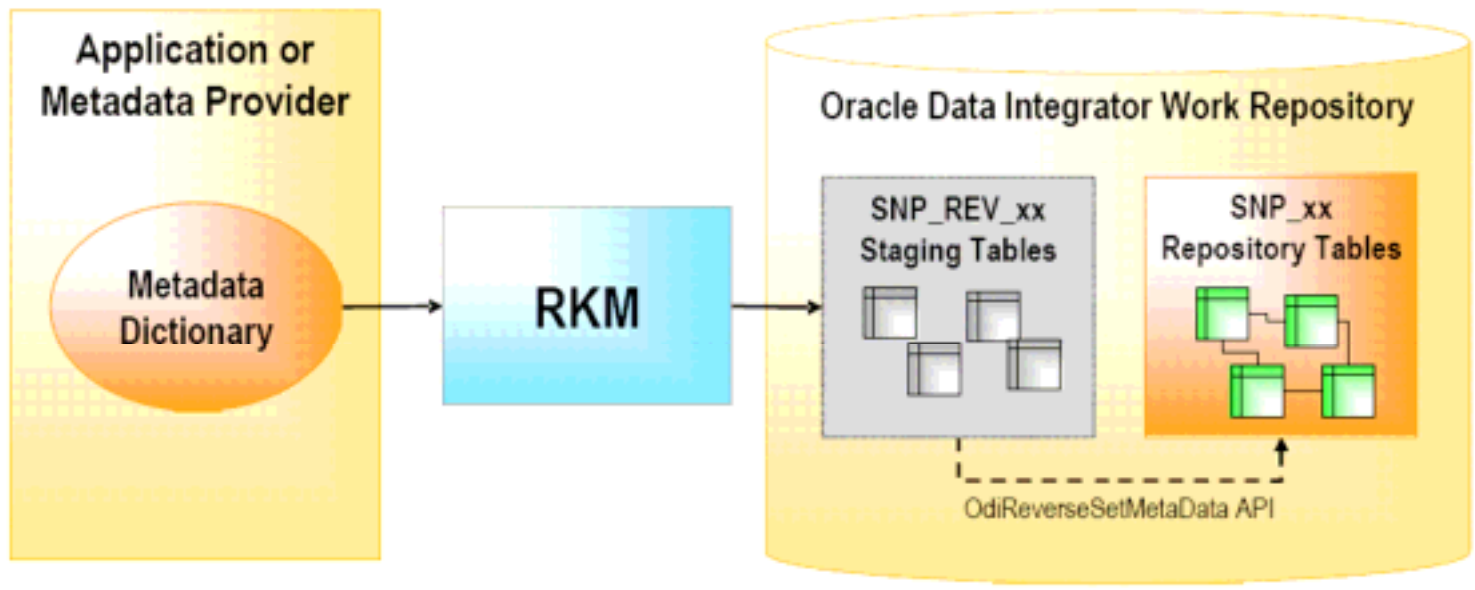 Application or
Metadata Provider
Metadata
Dictionary
RKM
Oracle Data Integrator Work Repository
SNP_REV_xx
Staging Tables
SNP_xx
Repository Tables
OdiReverseSetMetaData API